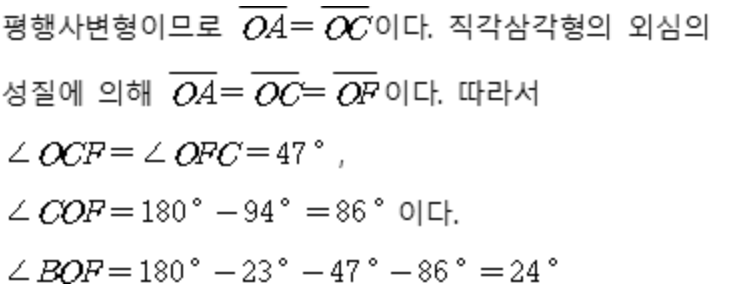 평행사변형이므로 OA= OC이다. 직각삼각형의 외심의
성질에 의해 OA= OC= OF이다. 따라서
∠OCF=∠OFC=47°,
∠COF=180°-94°=86° 이다.
∠BOF=180°-23°-47°-86°=24°